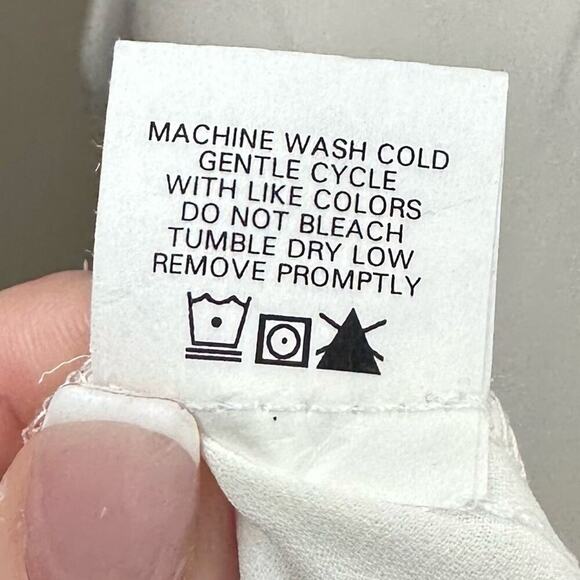 MACHINE WASH COLD
GENTLE CYCLE
WITH LIKE COLORS
DO NOT BLEACH
TUMBLE DRY LOW
REMOVE PROMPTLY